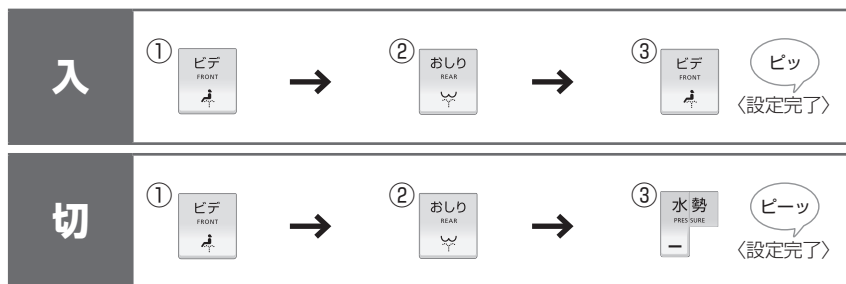 入
① ビデ
FRONT
② おしり
REAR
③ ビデ
FRONT
ピッ
〈設定完了〉
切
① ビデ
FRONT
② おしり
REAR
③ 水勢
PRESSURE
ー
ピーッ
〈設定完了〉